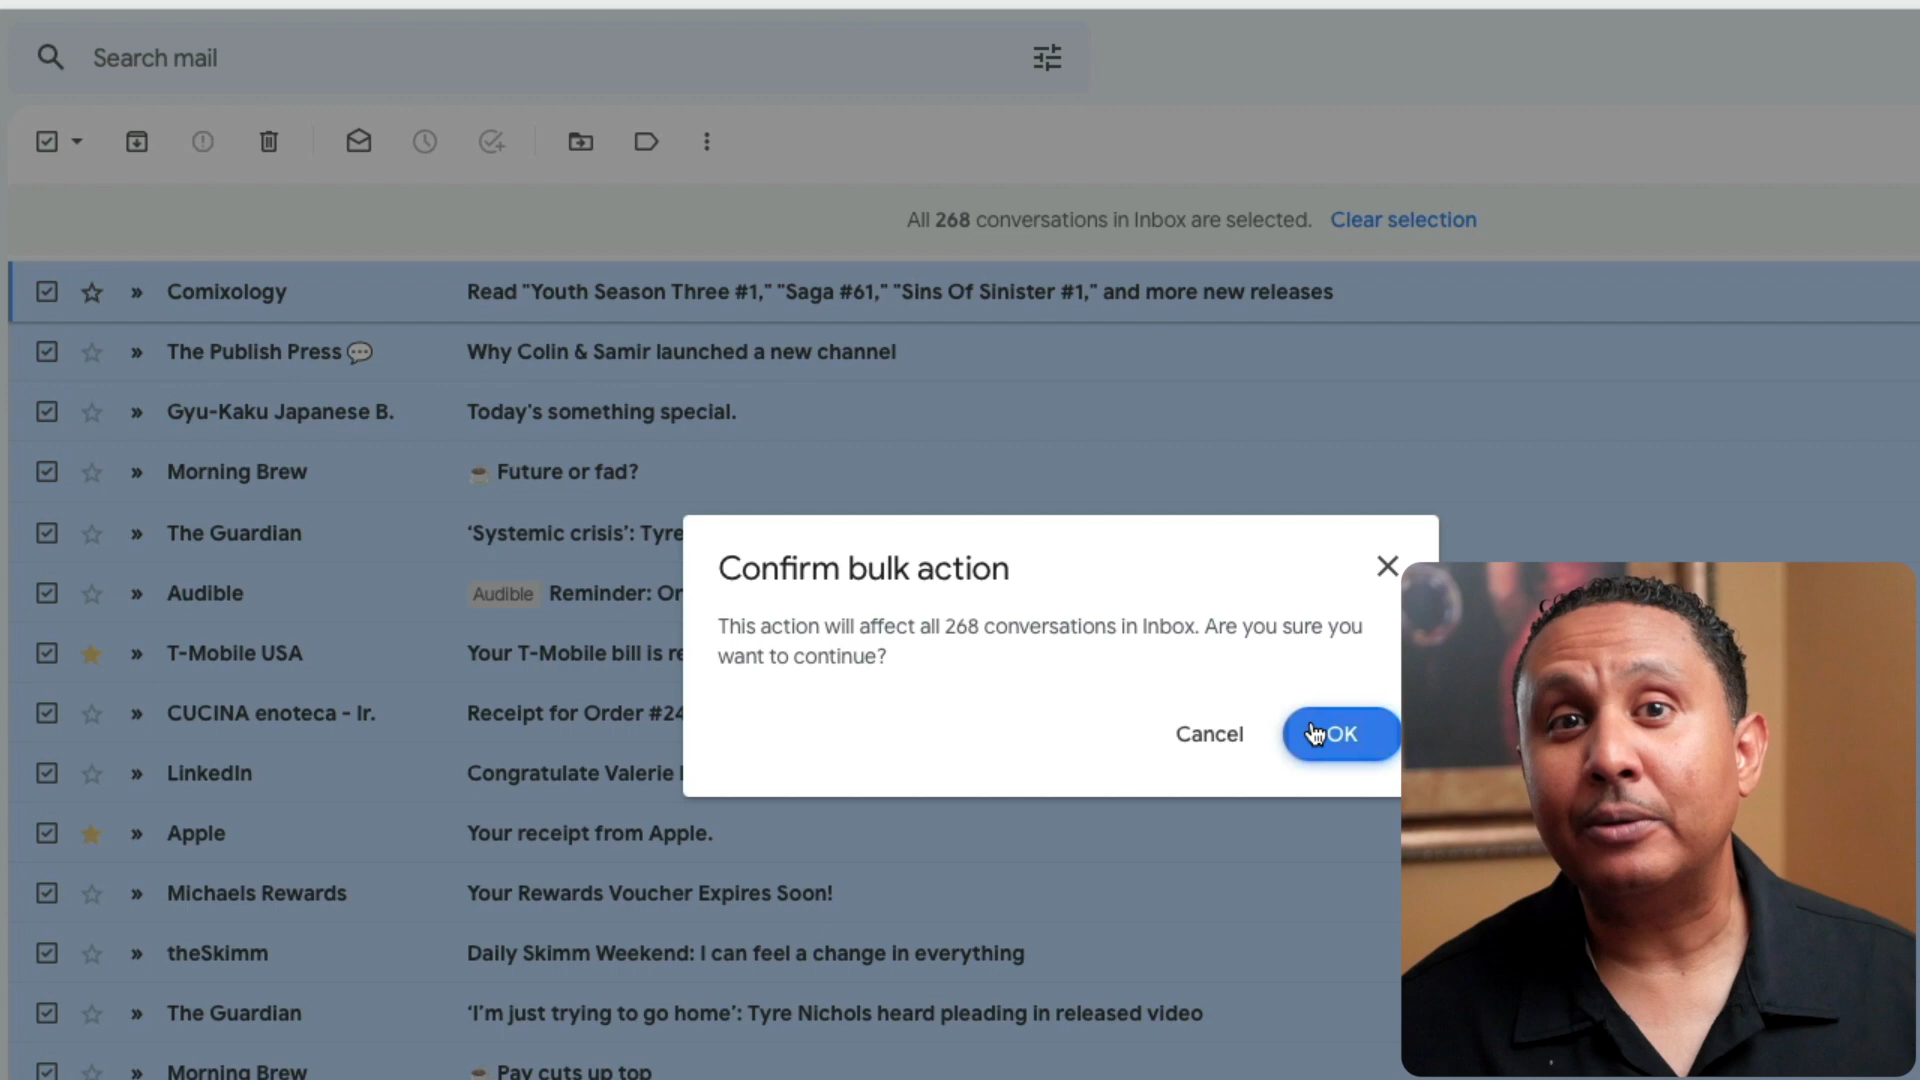 Search mail
All 268 conversations in Inbox are selected. Clear selection
Comixology Read "Youth Season Three #1," "Saga #61," "Sins Of Sinister #1," and more new releases
The Publish Press 💬 Why Colin & Samir launched a new channel
Gyu-Kaku Japanese B. Today's something special.
Morning Brew ☕ Future or fad?
The Guardian ‘Systemic crisis’: Tyre
Audible Audible Reminder: Or
T-Mobile USA Your T-Mobile bill is re
CUCINA enoteca - Ir. Receipt for Order #24
LinkedIn Congratulate Valerie
Apple Your receipt from Apple.
Michaels Rewards Your Rewards Voucher Expires Soon!
theSkimm Daily Skimm Weekend: I can feel a change in everything
The Guardian ‘I’m just trying to go home’: Tyre Nichols heard pleading in released video
Morning Brew ☕ Pay cuts up top
Confirm bulk action
This action will affect all 268 conversations in Inbox. Are you sure you
want to continue?
Cancel OK